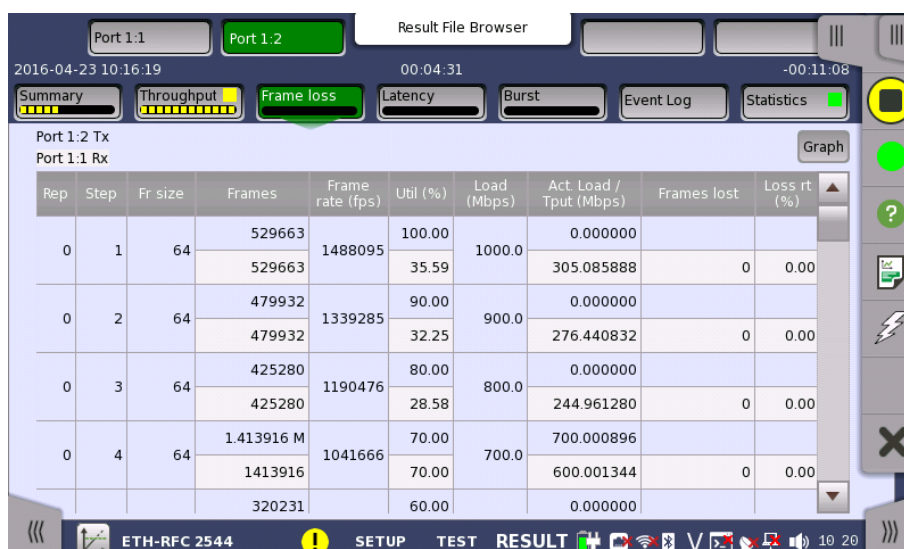 Port 1:1 Port 1:2 Result File Browser
2016-04-23 10:16:19 00:04:31 -00:11:08
Summary Throughput Frame loss Latency Burst Event Log Statistics
Port 1:2 Tx
Port 1:1 Rx
Graph
Rep Step Fr size Frames Frame rate (fps) Util (%) Load (Mbps) Act. Load / Tput (Mbps) Frames lost Loss rt (%)
0 1 64 529663 1488095 100.00 1000.0 0.000000
529663 35.59 305.085888 0 0.00
0 2 64 479932 1339285 90.00 900.0 0.000000
479932 32.25 276.440832 0 0.00
0 3 64 425280 1190476 80.00 800.0 0.000000
425280 28.58 244.961280 0 0.00
0 4 64 1.413916 M 1041666 70.00 700.0 700.000896
1413916 70.00 600.001344 0 0.00
320231 60.00 0.000000
ETH-RFC 2544 ! SETUP TEST RESULT 10 20